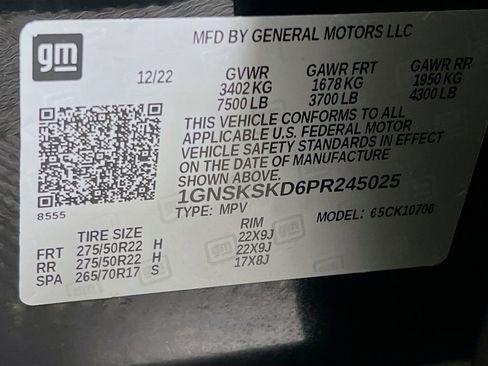 gm
MFD BY GENERAL MOTORS LLC
12/22 GVWR GAWR FRT GAWR RR
3402 KG 1678 KG 1950 KG
7500 LB 3700 LB 4300 LB
THIS VEHICLE CONFORMS TO ALL
APPLICABLE U.S. FEDERAL MOTOR
VEHICLE SAFETY STANDARDS IN EFFECT
ON THE DATE OF MANUFACTURE
SHOWN ABOVE.
1GNSKSKD6PR245025
8555
TYPE: MPV MODEL: 65CK10706
TIRE SIZE RIM
FRT 275/50R22 H 22X9J
RR 275/50R22 H 22X9J
SPA 265/70R17 S 17X8J